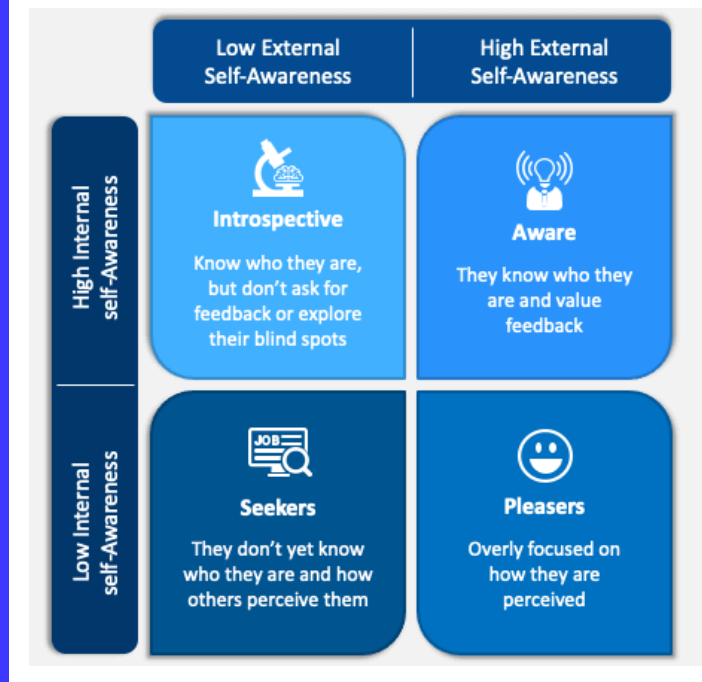 Low External
Self-Awareness
High External
Self-Awareness
High Internal
self-Awareness
Introspective
Know who they are,
but don't ask for
feedback or explore
their blind spots
Aware
They know who they
are and value
feedback
Low Internal
self-Awareness
JOB
Seekers
They don't yet know
who they are and how
others perceive them
Pleasers
Overly focused on
how they are
perceived